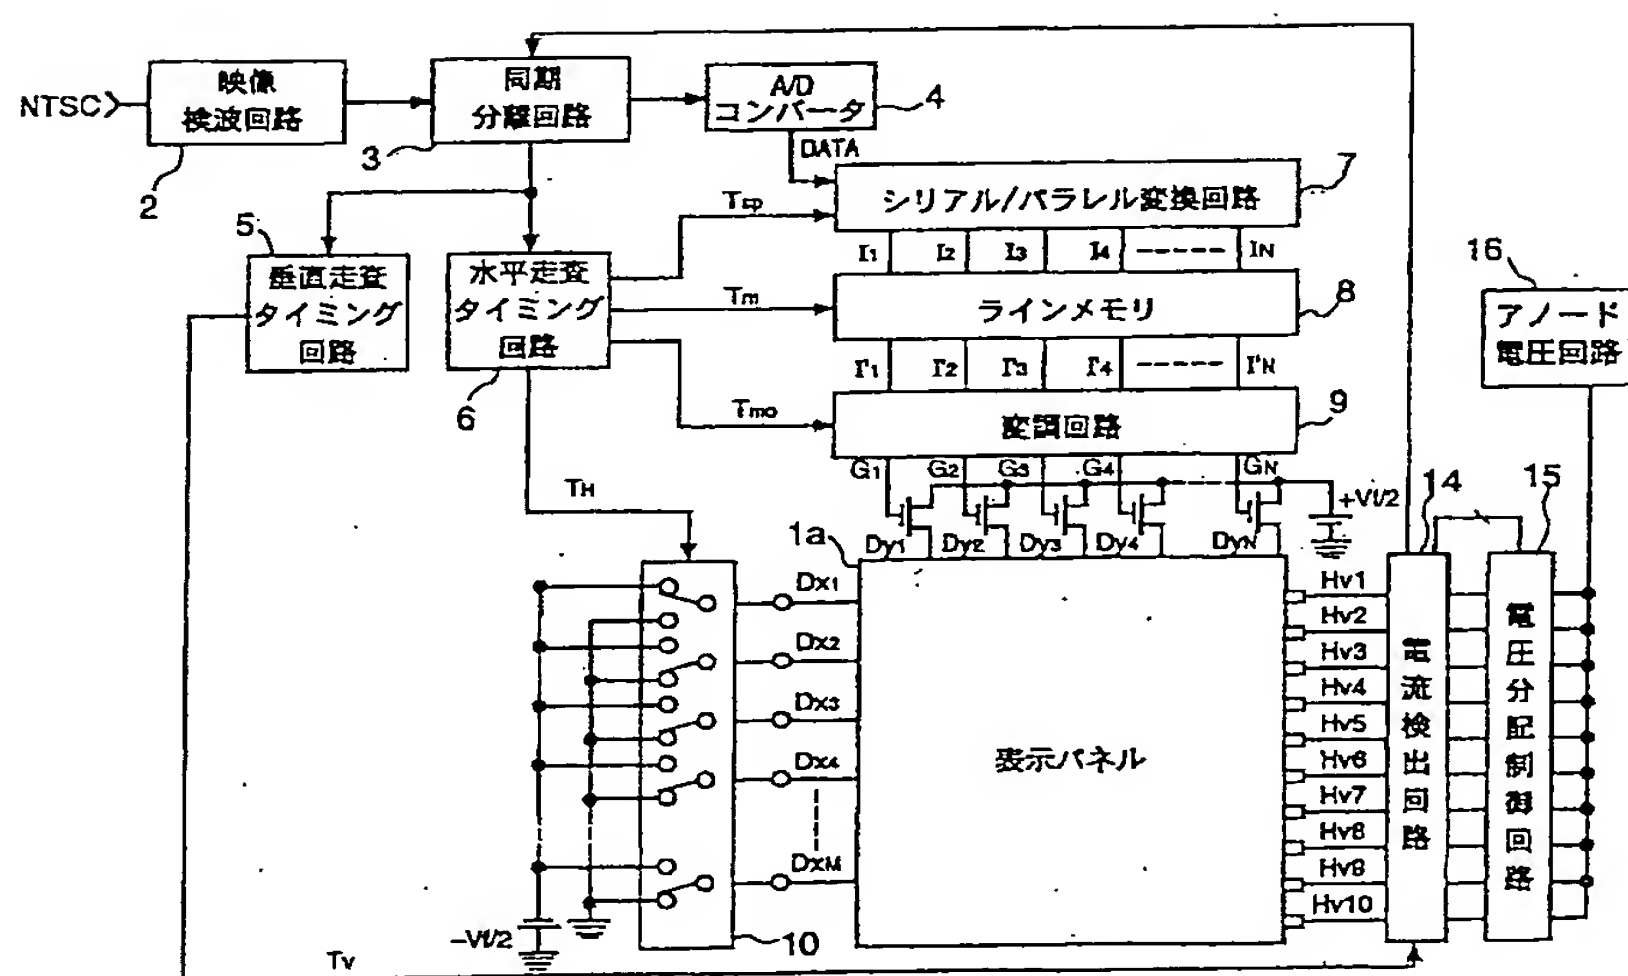 NTSC
映像
検波回路
2
同期
分離回路
3
A/D
コンバータ
4
DATA
シリアル/パラレル変換回路
7
5
垂直走査
タイミング
回路
水平走査
タイミング
回路
6
Tsp
Tm
Tmo
TH
I1 I2 I3 I4 IN
ラインメモリ
8
I'1 I'2 I'3 I'4 I'N
変調回路
9
16
アノード
電圧回路
G1 G2 G3 G4 GN
+Vf/2
Dy1 Dy2 Dy3 Dy4 DyN
1a
14
15
Dx1
Dx2
Dx3
Dx4
DxM
表示パネル
Hv1
Hv2
Hv3
Hv4
Hv5
Hv6
Hv7
Hv8
Hv9
Hv10
電流検出回路
電圧分配制御回路
-Vf/2
10
Tv